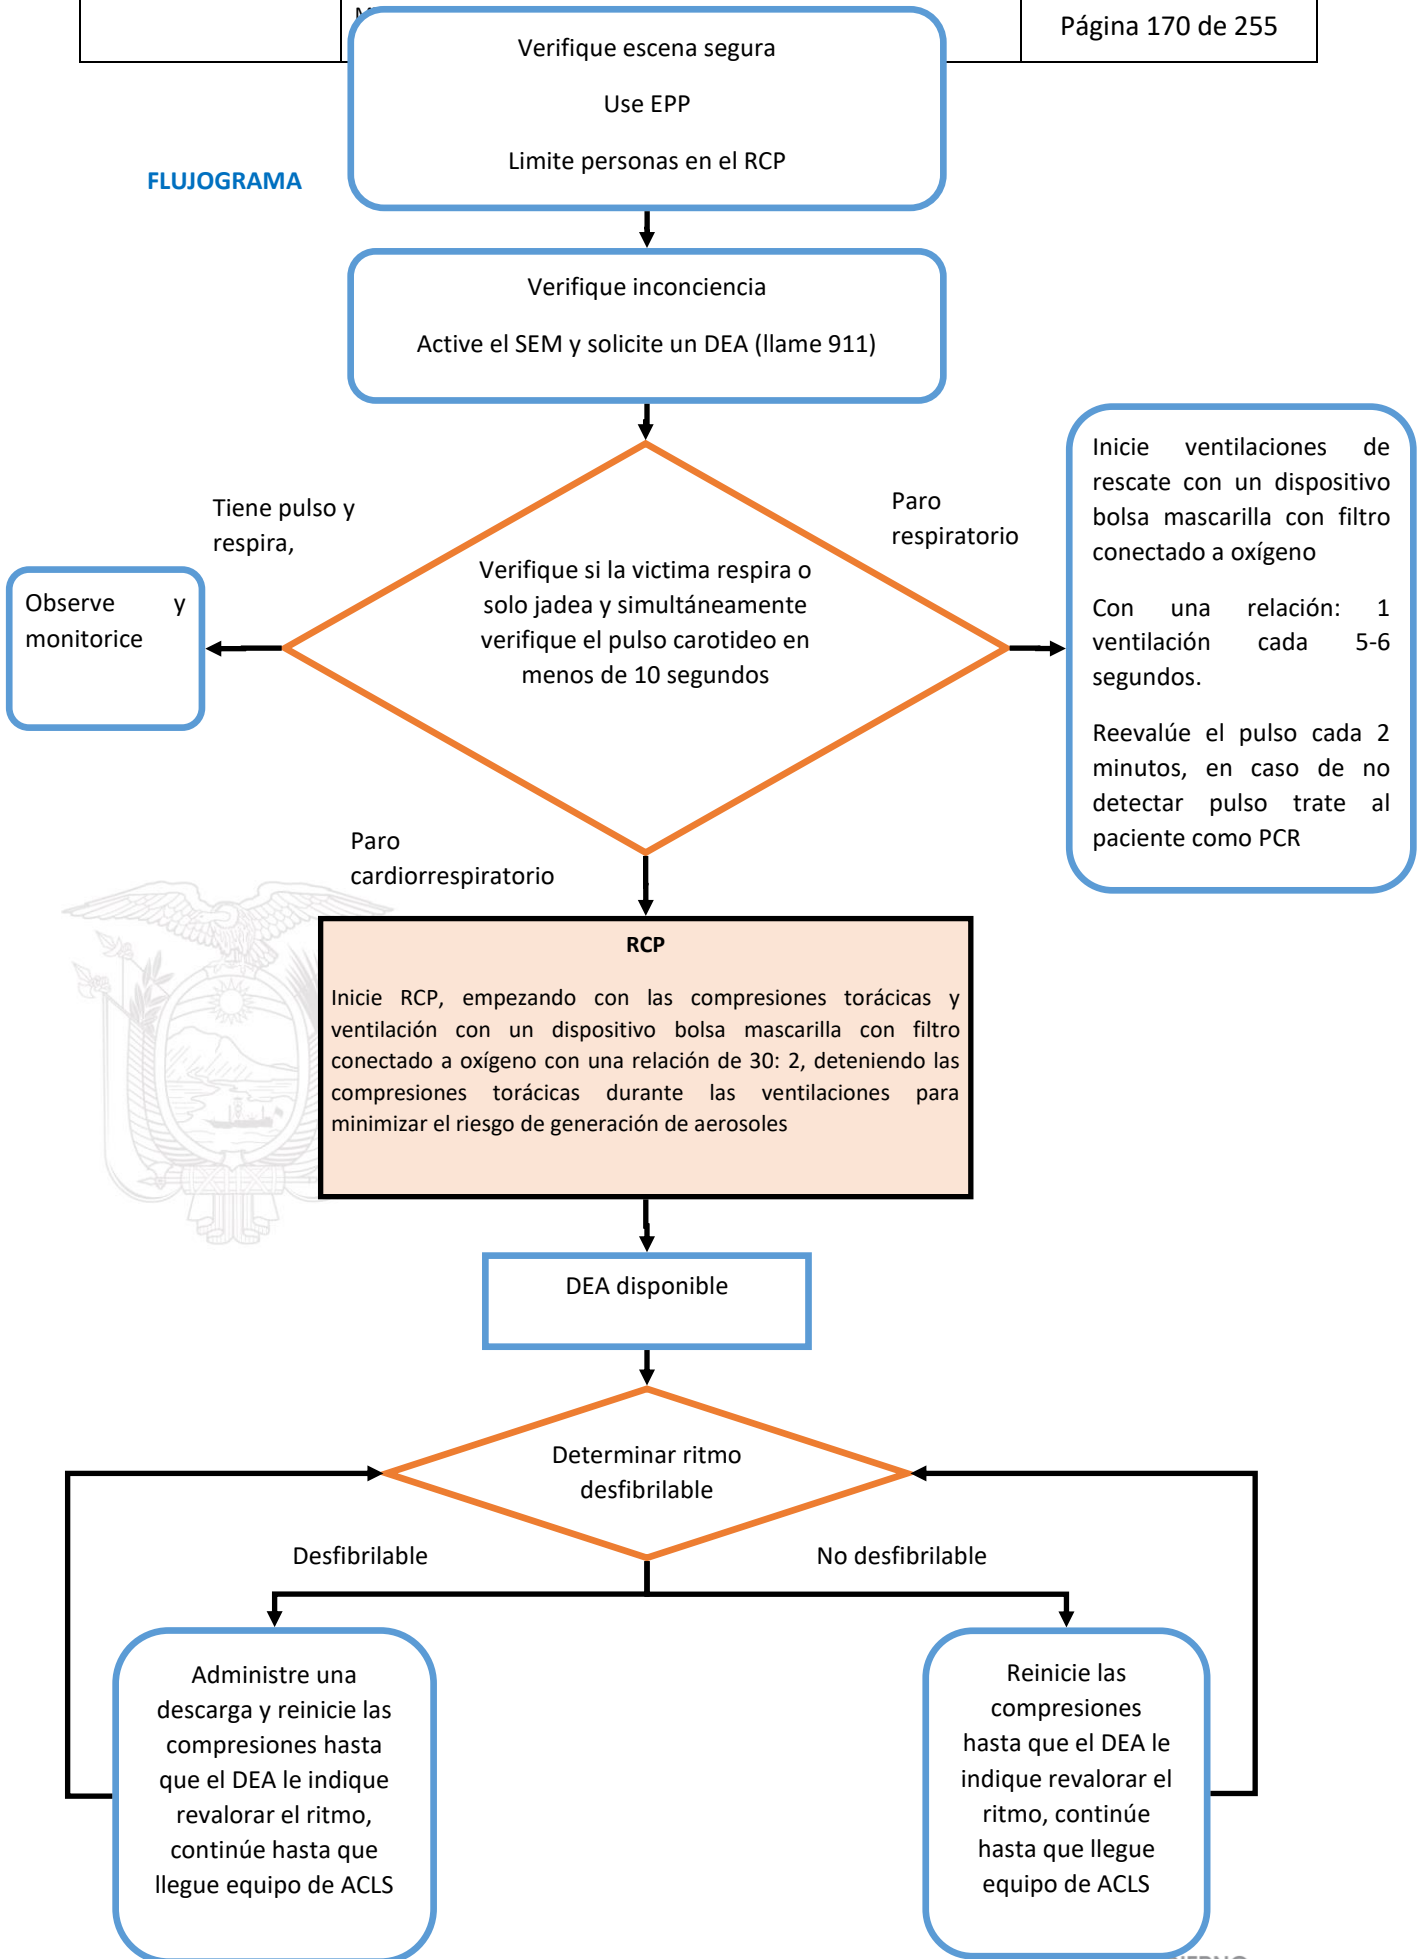 Página 170 de 255
Verifique escena segura
Use EPP
Limite personas en el RCP
FLUJOGRAMA
Verifique inconciencia
Active el SEM y solicite un DEA (llame 911)
Tiene pulso y
respira,
Paro
respiratorio
Verifique si la victima respira o
solo jadea y simultáneamente
verifique el pulso carotideo en
menos de 10 segundos
Observe y
monitorice
Inicie ventilaciones de
rescate con un dispositivo
bolsa mascarilla con filtro
conectado a oxígeno
Con una relación: 1
ventilación cada 5-6
segundos.
Reevalúe el pulso cada 2
minutos, en caso de no
detectar pulso trate al
paciente como PCR
Paro
cardiorrespiratorio
RCP
Inicie RCP, empezando con las compresiones torácicas y
ventilación con un dispositivo bolsa mascarilla con filtro
conectado a oxígeno con una relación de 30: 2, deteniendo las
compresiones torácicas durante las ventilaciones para
minimizar el riesgo de generación de aerosoles
DEA disponible
Determinar ritmo
desfibrilable
Desfibrilable
No desfibrilable
Administre una
descarga y reinicie las
compresiones hasta
que el DEA le indique
revalorar el ritmo,
continúe hasta que
llegue equipo de ACLS
Reinicie las
compresiones
hasta que el DEA le
indique revalorar el
ritmo, continúe
hasta que llegue
equipo de ACLS